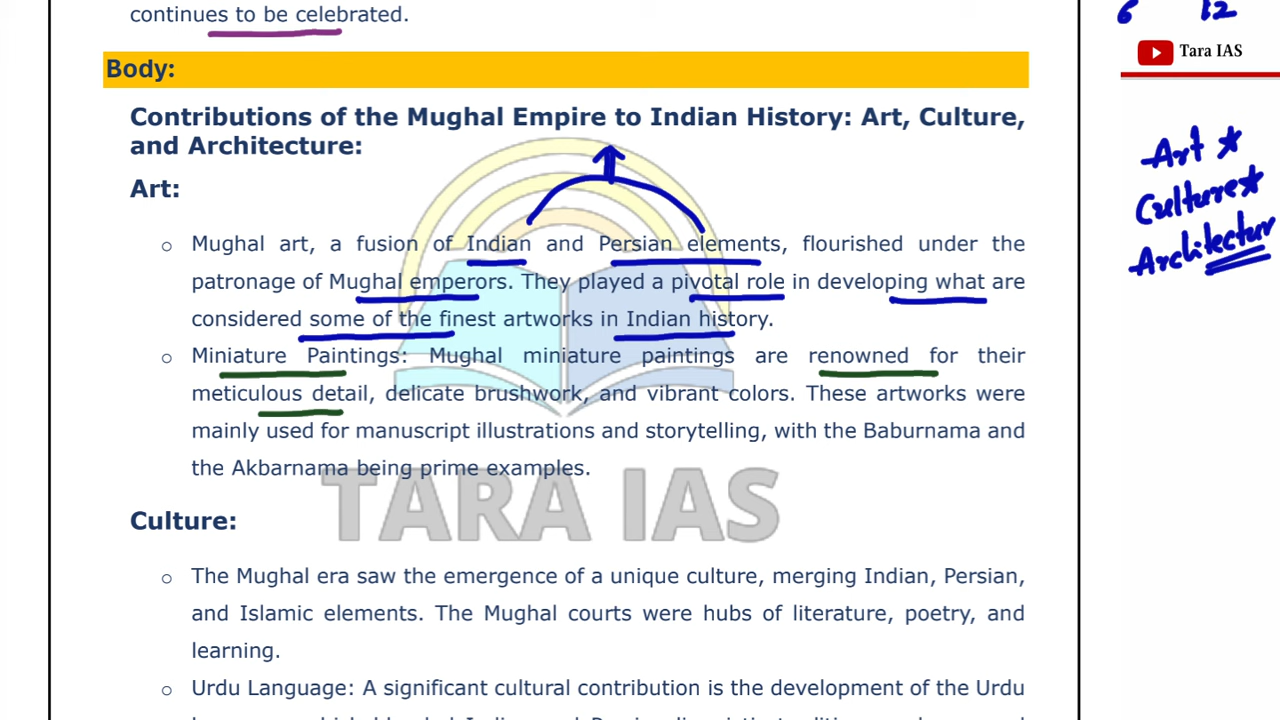 continues to be celebrated.
6 12
Tara IAS
Body:
Contributions of the Mughal Empire to Indian History: Art, Culture,
and Architecture:
Art:
o Mughal art, a fusion of Indian and Persian elements, flourished under the
patronage of Mughal emperors. They played a pivotal role in developing what are
considered some of the finest artworks in Indian history.
o Miniature Paintings: Mughal miniature paintings are renowned for their
meticulous detail, delicate brushwork, and vibrant colors. These artworks were
mainly used for manuscript illustrations and storytelling, with the Baburnama and
the Akbarnama being prime examples.
TARA IAS
Culture:
o The Mughal era saw the emergence of a unique culture, merging Indian, Persian,
and Islamic elements. The Mughal courts were hubs of literature, poetry, and
learning.
o Urdu Language: A significant cultural contribution is the development of the Urdu
Art
Culture
Architectur